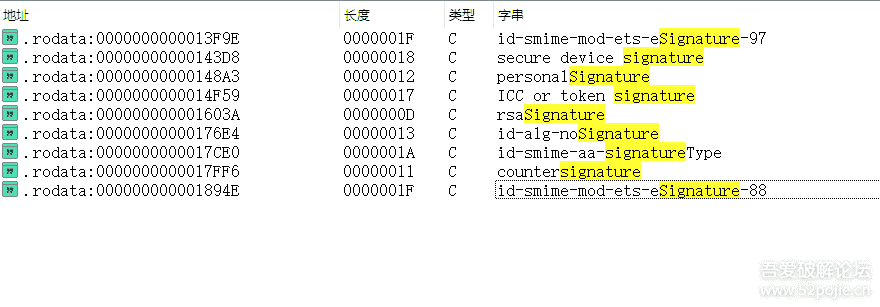 地址 长度 类型 字串
.rodata:0000000000013F9E 0000001F C id-smime-mod-ets-eSignature-97
.rodata:00000000000143D8 00000018 C secure device signature
.rodata:00000000000148A3 00000012 C personalSignature
.rodata:0000000000014F59 00000017 C ICC or token signature
.rodata:000000000001603A 0000000D C rsaSignature
.rodata:00000000000176E4 00000013 C id-alg-noSignature
.rodata:0000000000017CE0 0000001A C id-smime-aa-signatureType
.rodata:0000000000017FF6 00000011 C countersignature
.rodata:000000000001894E 0000001F C id-smime-mod-ets-eSignature-88
吾爱破解论坛
www.52pojie.cn